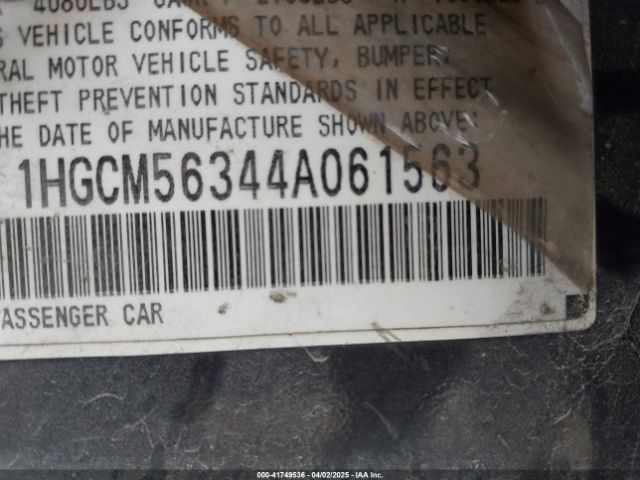 4080LBS
S VEHICLE CONFORMS TO ALL APPLICABLE
RAL MOTOR VEHICLE SAFETY, BUMPER,
THEFT PREVENTION STANDARDS IN EFFECT
HE DATE OF MANUFACTURE SHOWN ABOVE:
1HGCM56344A061563
ASSENGER CAR
000-41749536 - 04/02/2025 - IAA Inc.